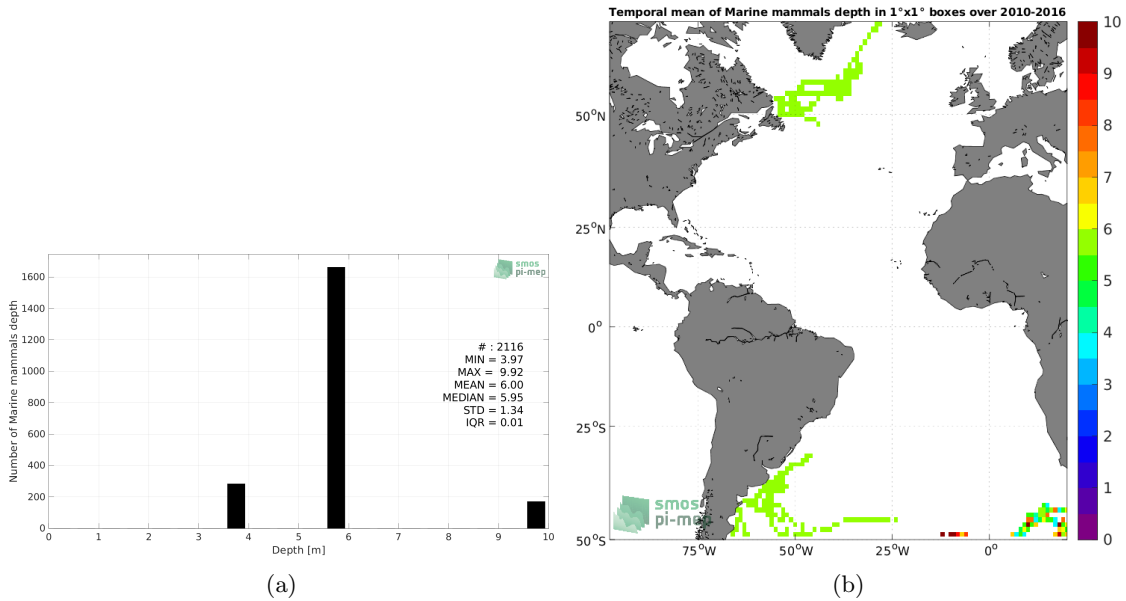 smos
pi-mep
Number of Marine mammals depth
1600
1400
1200
1000
800
600
400
200
0
# : 2116
MIN = 3.97
MAX = 9.92
MEAN = 6.00
MEDIAN = 5.95
STD = 1.34
IQR = 0.01
0 1 2 3 4 5 6 7 8 9 10
Depth [m]
(a)
Temporal mean of Marine mammals depth in 1°x1° boxes over 2010-2016
50°N
25°N
0°
25°S
50°S
75°W 50°W 25°W 0°
smos
pi-mep
10
9
8
7
6
5
4
3
2
1
0
(b)